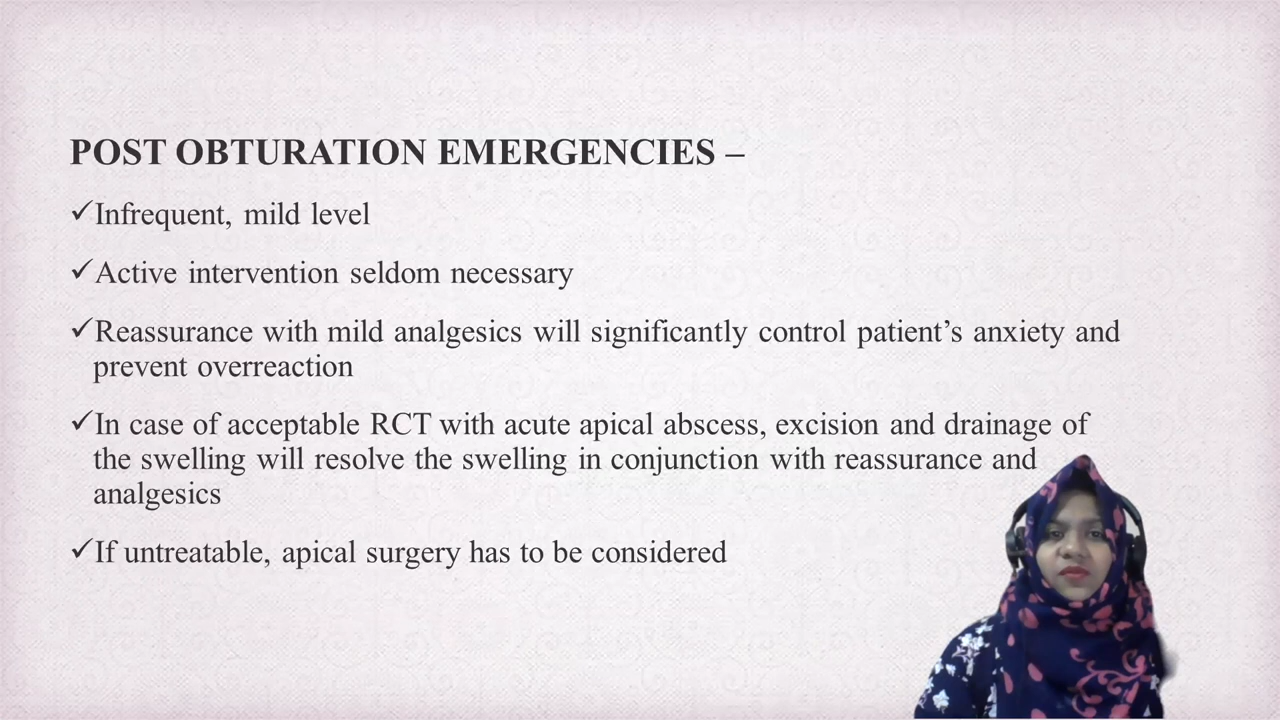 POST OBTURATION EMERGENCIES –
✓Infrequent, mild level
✓Active intervention seldom necessary
✓Reassurance with mild analgesics will significantly control patient’s anxiety and
prevent overreaction
✓In case of acceptable RCT with acute apical abscess, excision and drainage of
the swelling will resolve the swelling in conjunction with reassurance and
analgesics
✓If untreatable, apical surgery has to be considered